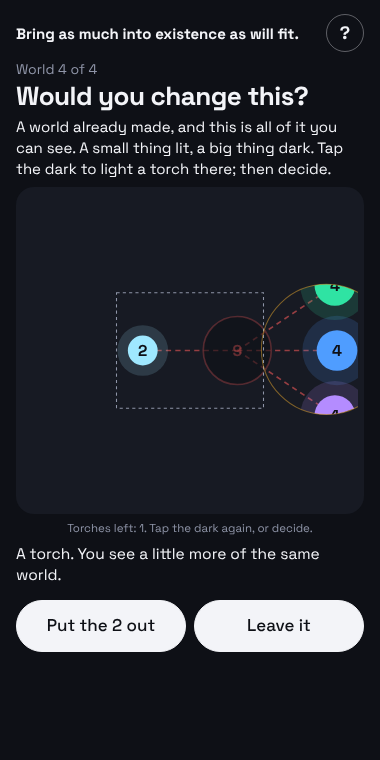 Bring as much into existence as will fit.
?
World 4 of 4
Would you change this?
A world already made, and this is all of it you
can see. A small thing lit, a big thing dark. Tap
the dark to light a torch there; then decide.
4
2
9
4
4
Torches left: 1. Tap the dark again, or decide.
A torch. You see a little more of the same
world.
Put the 2 out
Leave it